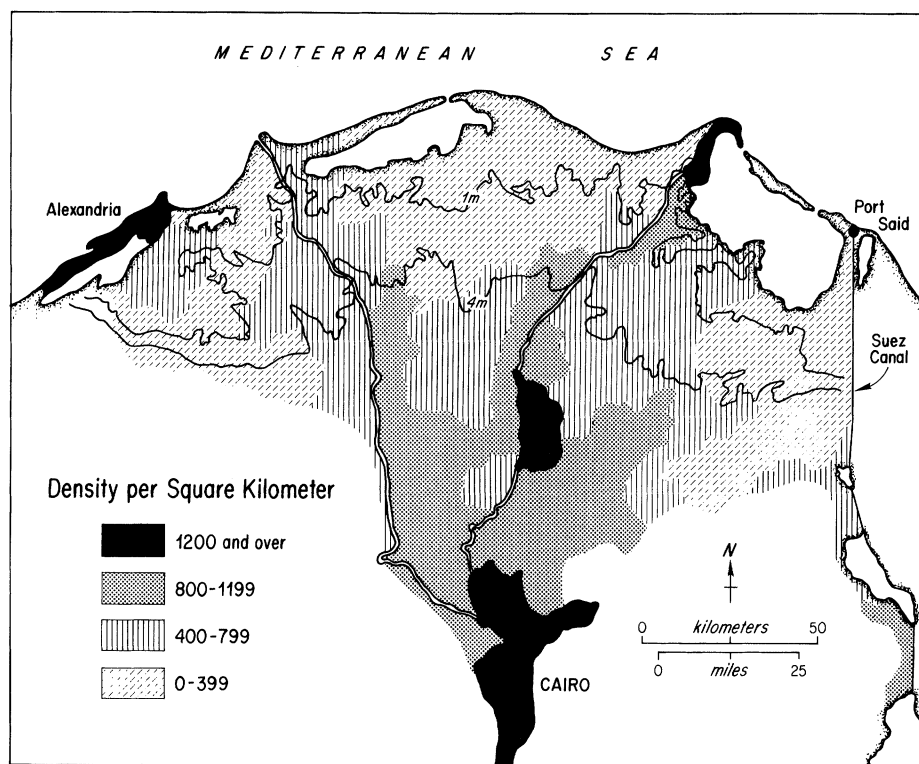 MEDITERRANEAN SEA
Alexandria
Port
Said
1m
4m
Suez
Canal
Density per Square Kilometer
1200 and over
800-1199
400-799
0-399
N
0 kilometers 50
0 miles 25
CAIRO